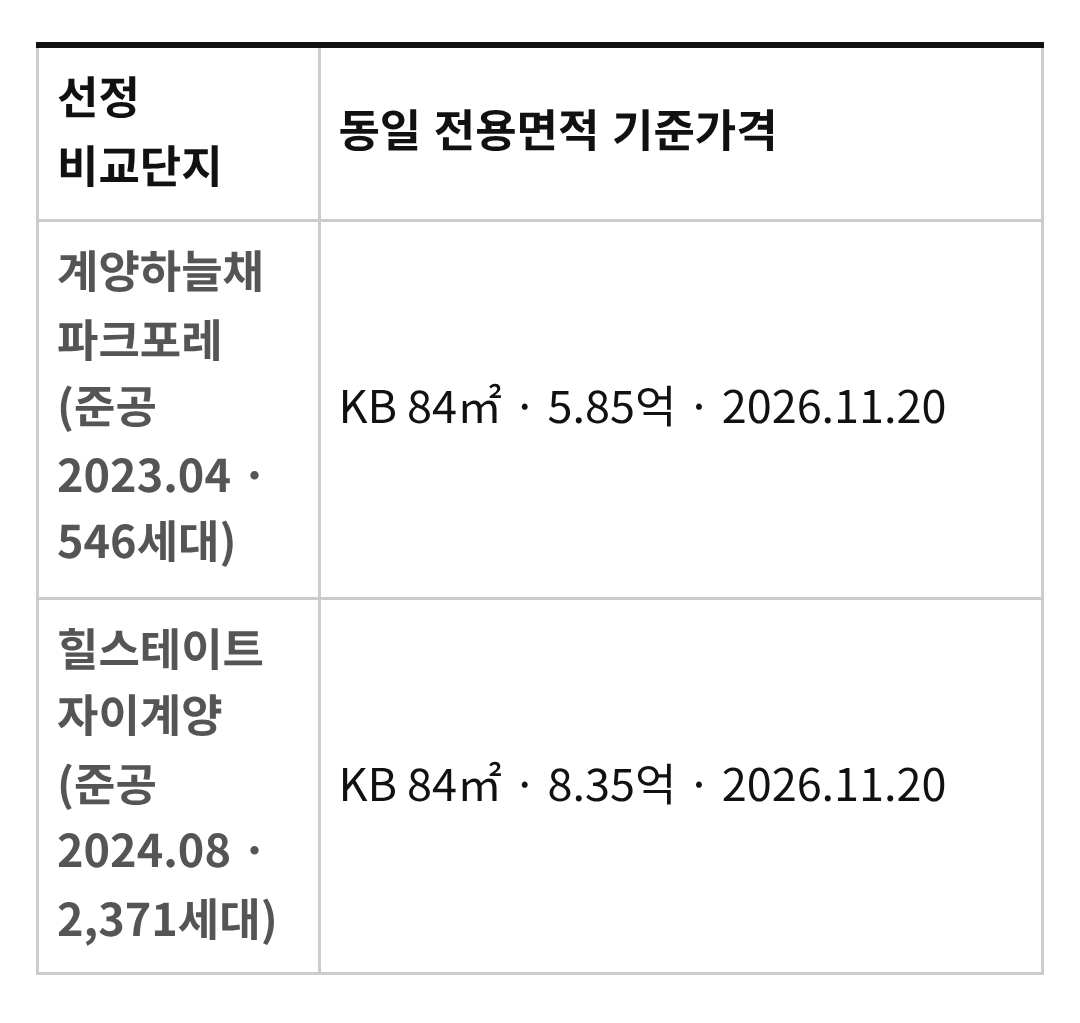 선정
비교단지
동일 전용면적 기준가격
계양하늘채
파크포레
(준공
2023.04 ·
546세대)
KB 84㎡ · 5.85억 · 2026.11.20
힐스테이트
자이계양
(준공
2024.08 ·
2,371세대)
KB 84㎡ · 8.35억 · 2026.11.20